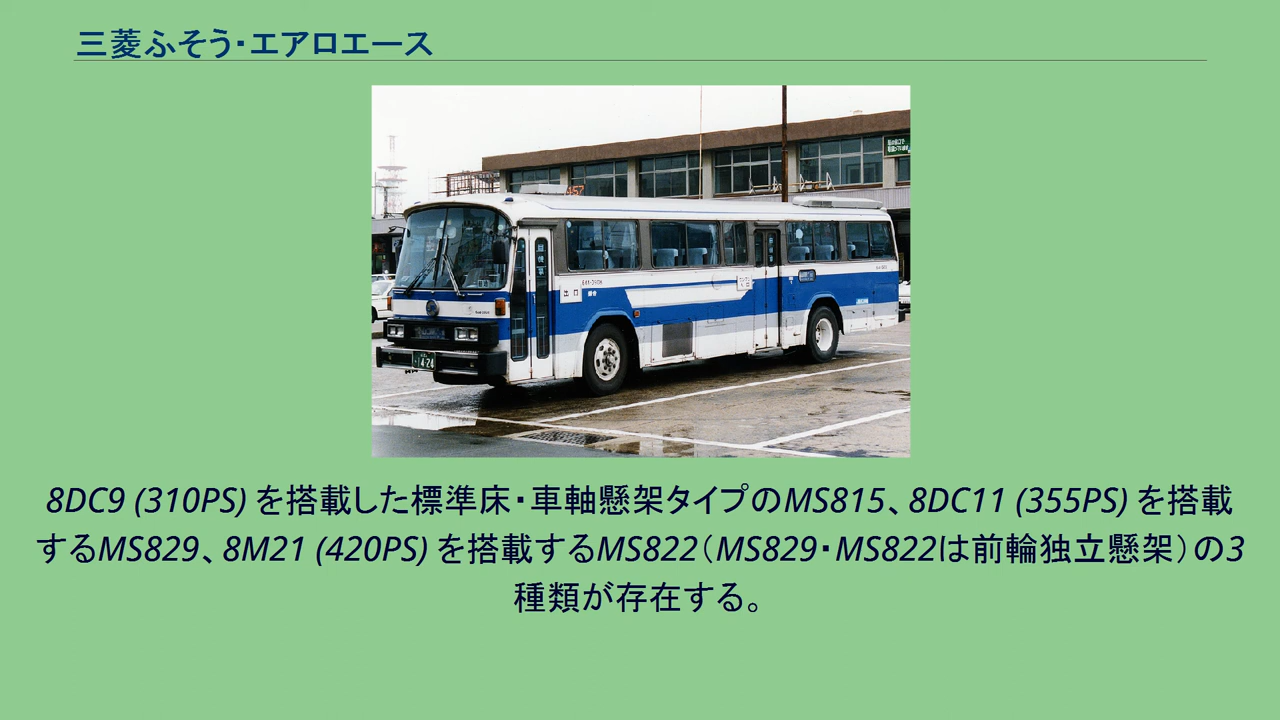 三菱ふそう・エアロエース
出口
4-24
8DC9 (310PS) を搭載した標準床・車軸懸架タイプのMS815、8DC11 (355PS) を搭載
するMS829、8M21 (420PS) を搭載するMS822（MS829・MS822は前輪独立懸架）の3
種類が存在する。